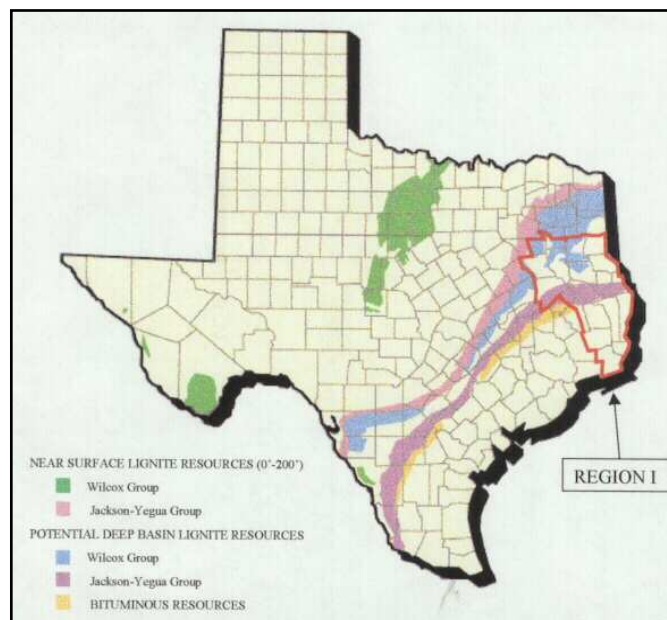 REGION I
NEAR SURFACE LIGNITE RESOURCES (0'-200')
Wilcox Group
Jackson-Yegua Group
POTENTIAL DEEP BASIN LIGNITE RESOURCES
Wilcox Group
Jackson-Yegua Group
BITUMINOUS RESOURCES